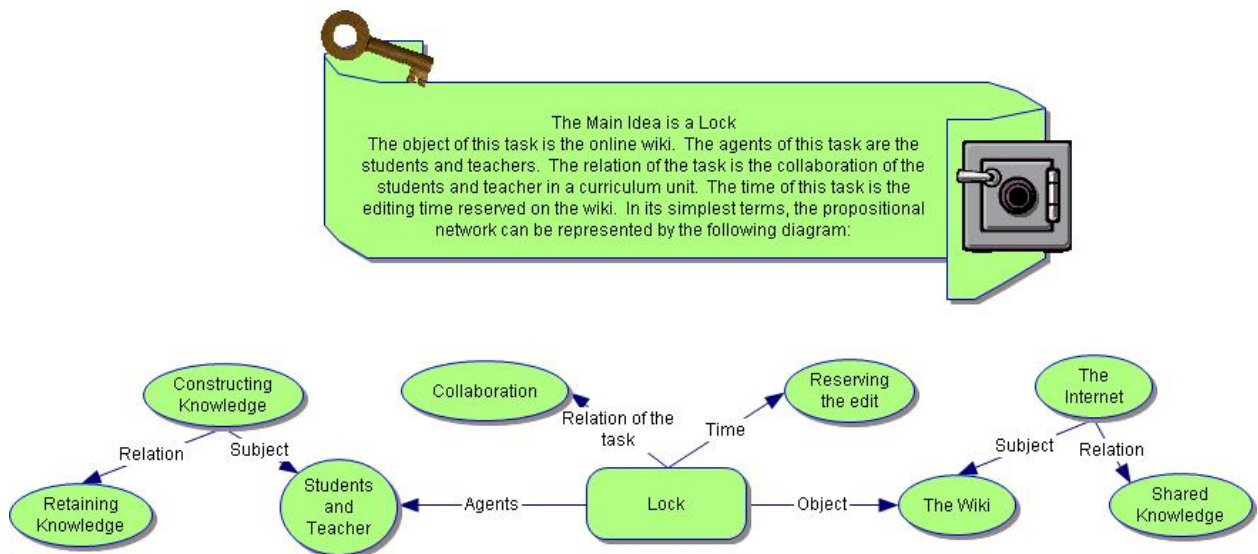 The Main Idea is a Lock
The object of this task is the online wiki. The agents of this task are the
students and teachers. The relation of the task is the collaboration of the
students and teacher in a curriculum unit. The time of this task is the
editing time reserved on the wiki. In its simplest terms, the propositional
network can be represented by the following diagram:
Constructing
Knowledge
Collaboration
Reserving
the edit
The
Internet
Relation
Subject
Relation of the
task
Time
Subject
Relation
Retaining
Knowledge
Students
and
Teacher
Agents
Lock
Object
The Wiki
Shared
Knowledge